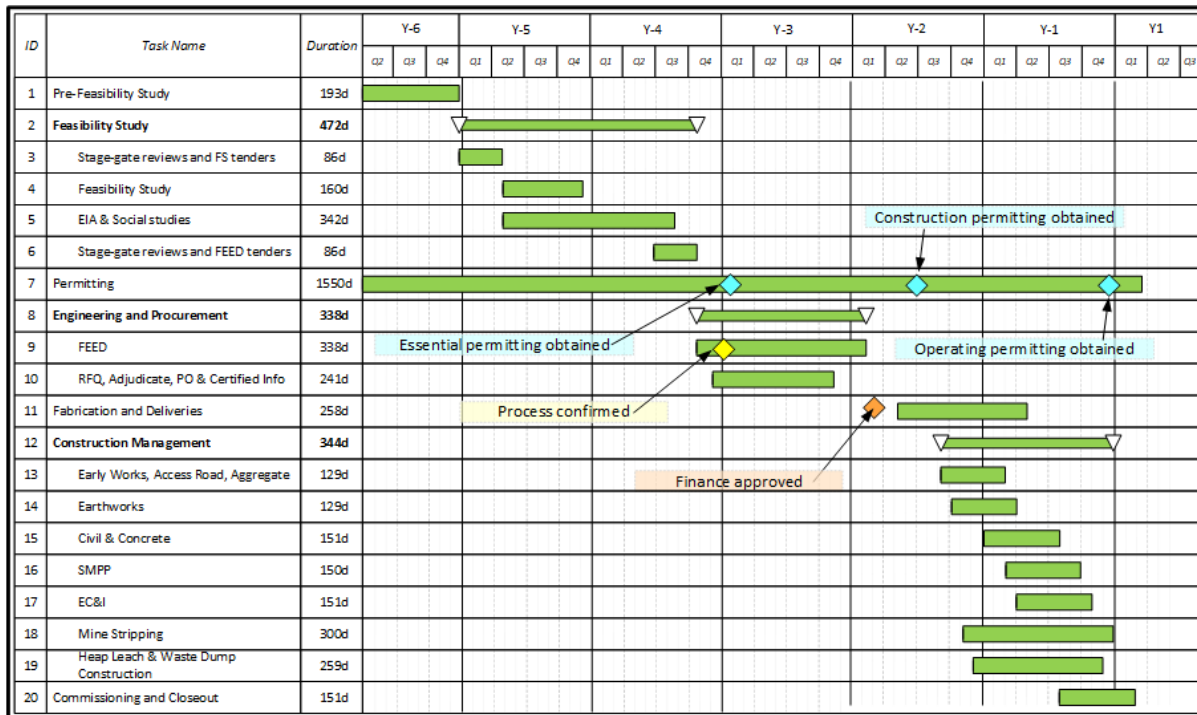 ID Task Name Duration Y-6 Y-5 Y-4 Y-3 Y-2 Y-1 Y1
Q2 Q3 Q4 Q1 Q2 Q3 Q4 Q1 Q2 Q3 Q4 Q1 Q2 Q3 Q4 Q1 Q2 Q3 Q4 Q1 Q2 Q3 Q4 Q1 Q2 Q3
1 Pre-Feasibility Study 193d
2 Feasibility Study 472d
3 Stage-gate reviews and FS tenders 86d
4 Feasibility Study 160d
5 EIA & Social studies 342d
Construction permitting obtained
6 Stage-gate reviews and FEED tenders 86d
7 Permitting 1550d
8 Engineering and Procurement 338d
9 FEED 338d
Essential permitting obtained
Operating permitting obtained
10 RFQ, Adjudicate, PO & Certified Info 241d
11 Fabrication and Deliveries 258d
Process confirmed
12 Construction Management 344d
13 Early Works, Access Road, Aggregate 129d
Finance approved
14 Earthworks 129d
15 Civil & Concrete 151d
16 SMPP 150d
17 EC&I 151d
18 Mine Stripping 300d
19 Heap Leach & Waste Dump
Construction 259d
20 Commissioning and Closeout 151d